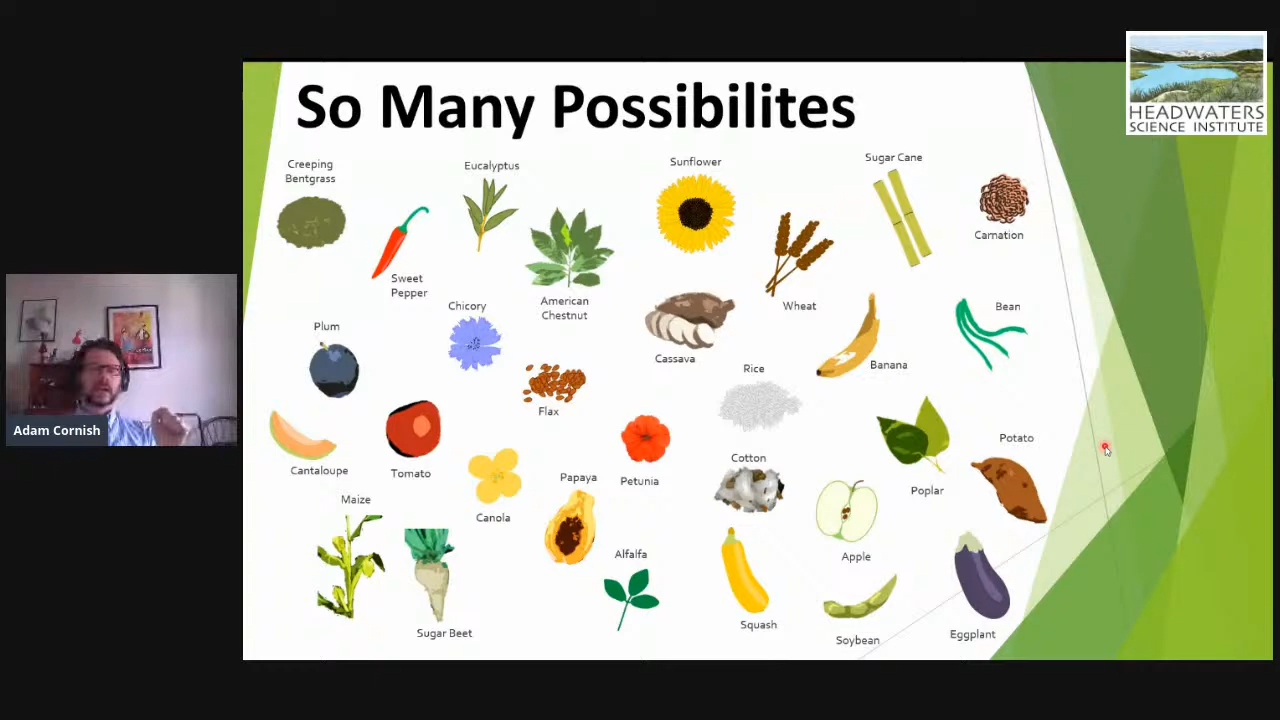 So Many Possibilites
HEADWATERS
SCIENCE INSTITUTE
Creeping
Bentgrass
Eucalyptus
Sunflower
Sugar Cane
Carnation
Sweet
Pepper
American
Chestnut
Wheat
Chicory
Bean
Plum
Cassava
Banana
Rice
Flax
Adam Cornish
Cantaloupe
Tomato
Petunia
Cotton
Potato
Maize
Canola
Papaya
Poplar
Alfalfa
Apple
Sugar Beet
Squash
Soybean
Eggplant